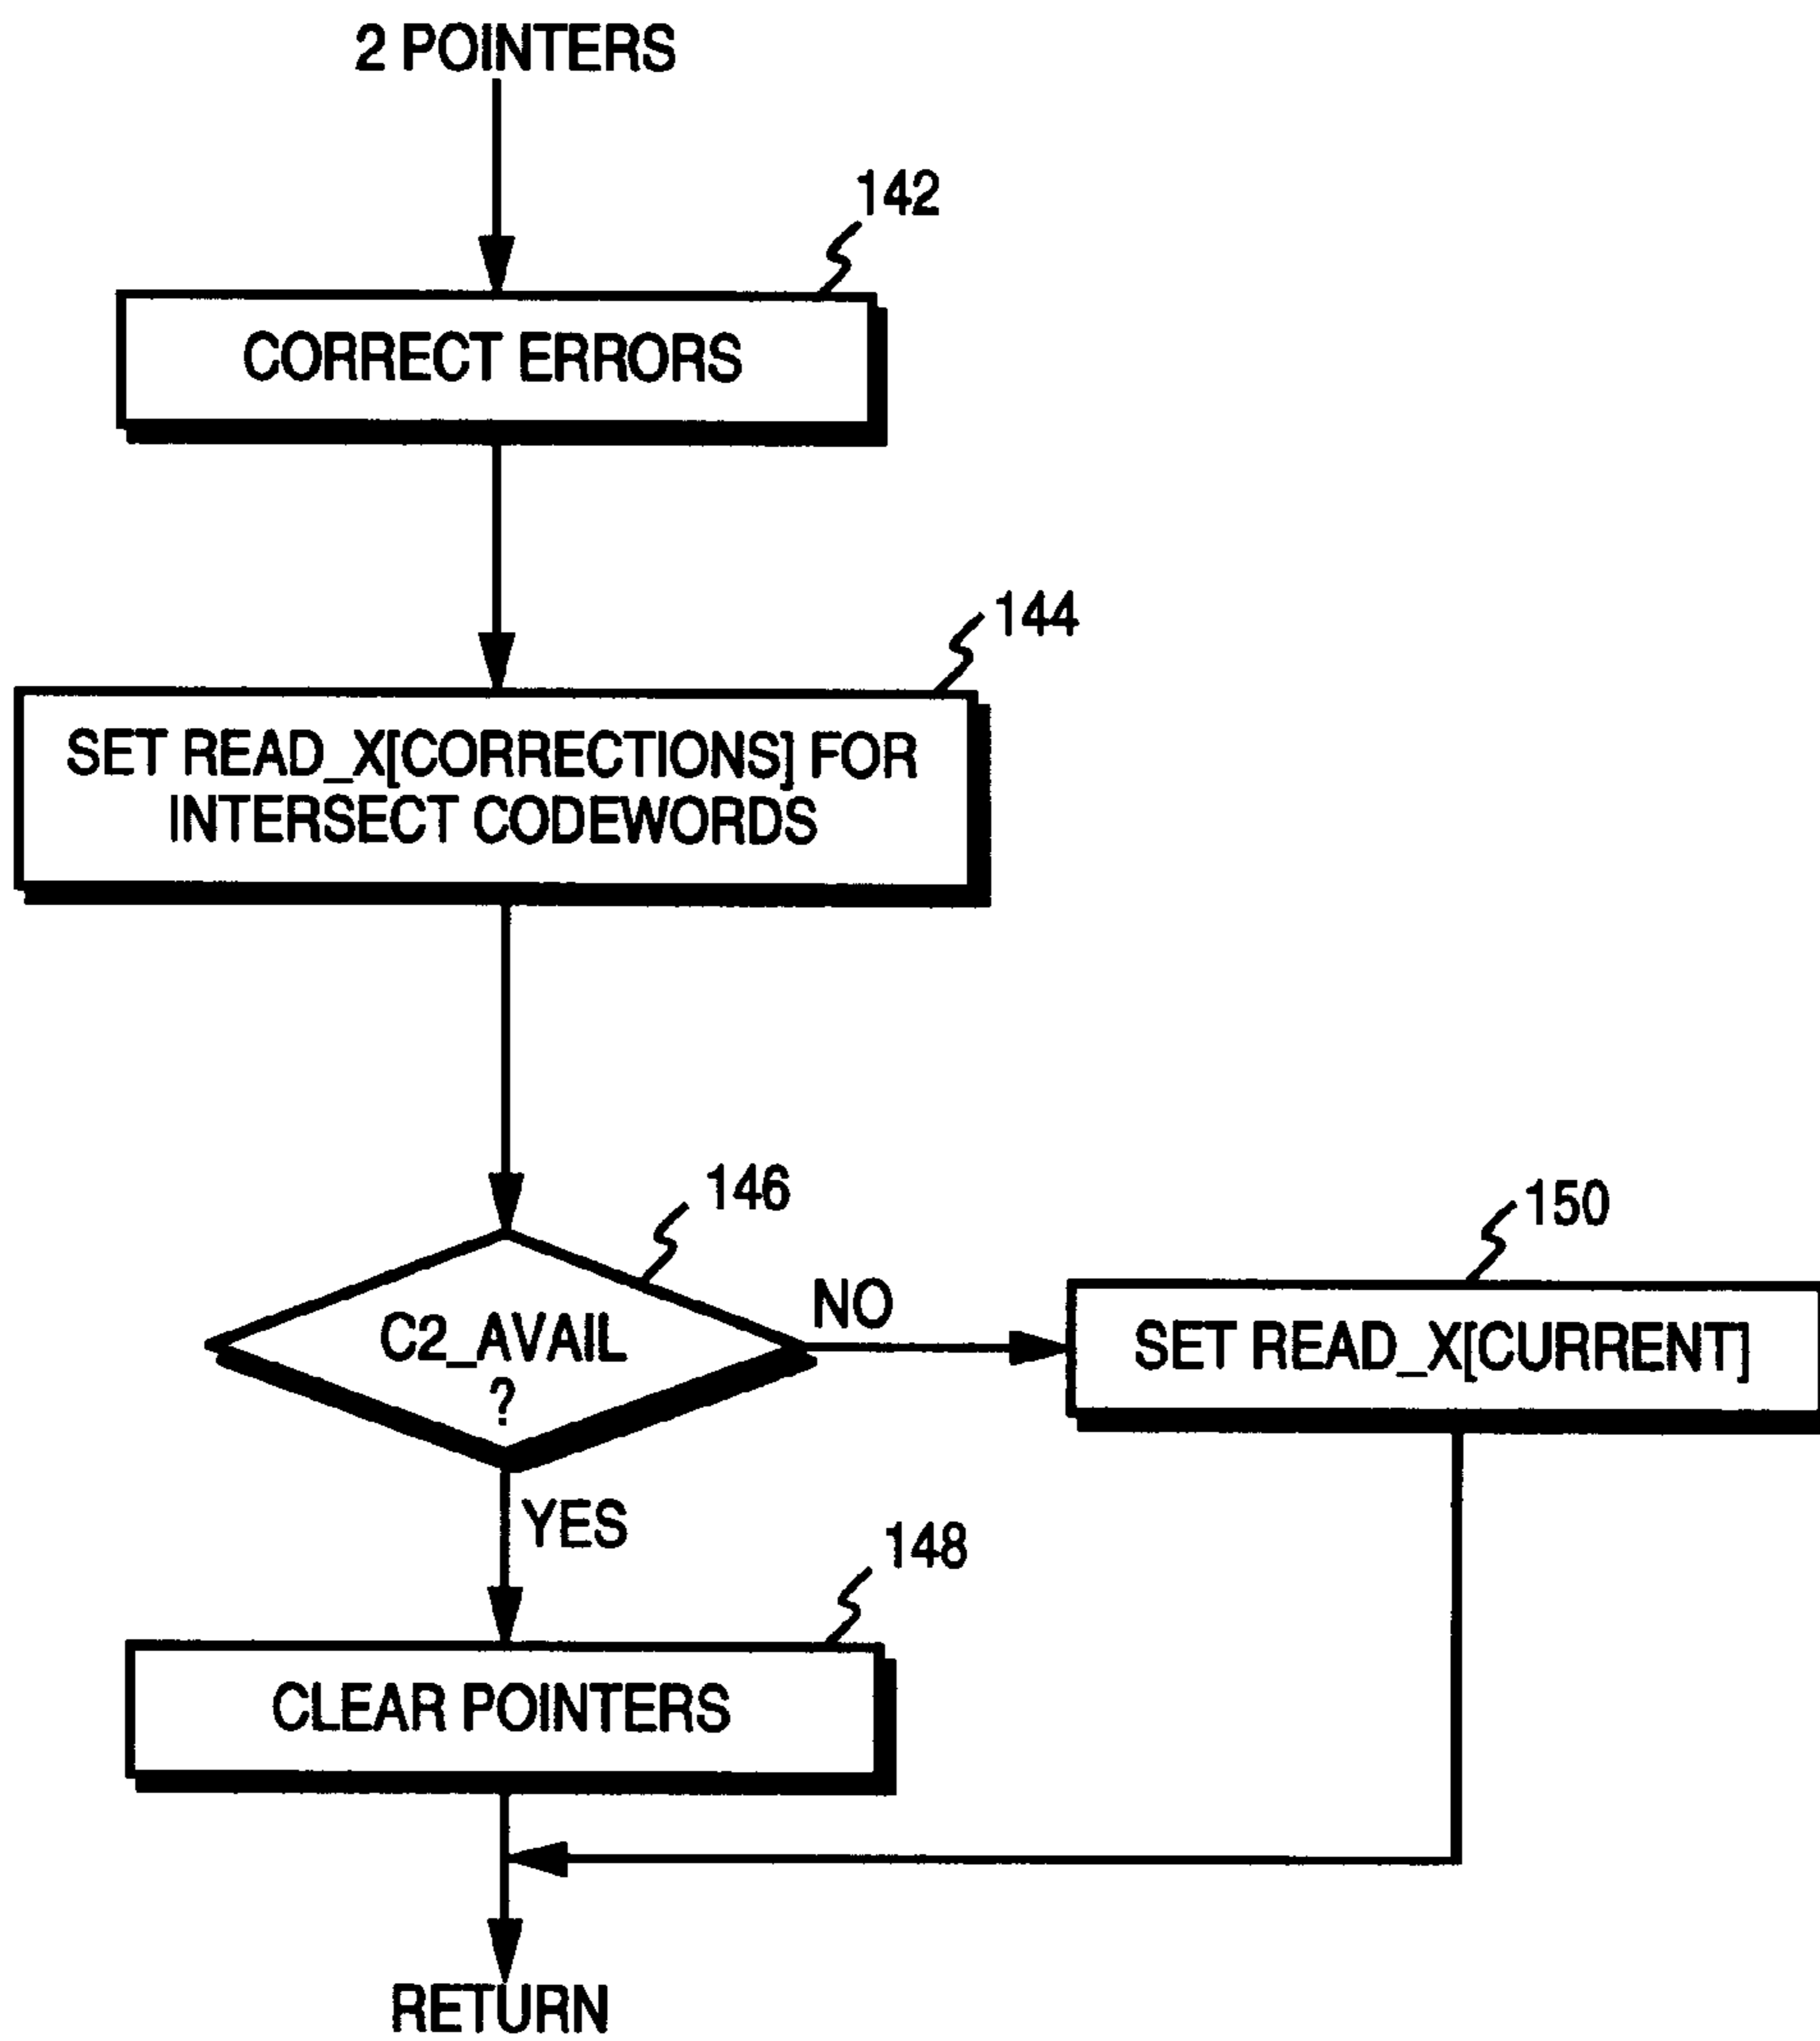 2 POINTERS
142
CORRECT ERRORS
144
SET READ_X[CORRECTIONS] FOR
INTERSECT CODEWORDS
146
150
C2_AVAIL
?
NO
SET READ_X[CURRENT]
YES
148
CLEAR POINTERS
RETURN